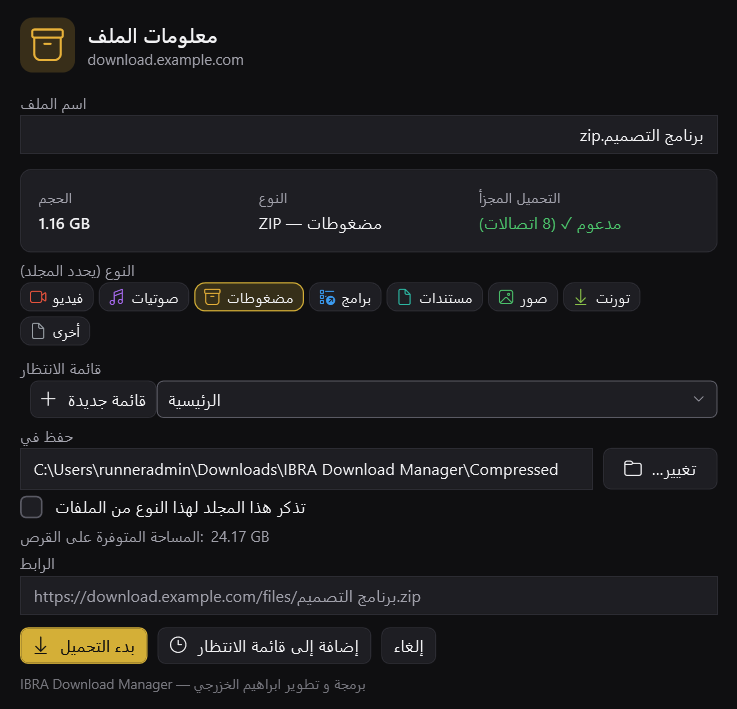 معلومات الملف
download.example.com
اسم الملف
برنامج التصميم.zip
الحجم
النوع
التحميل المجزأ
1.16 GB
مضغوطات — ZIP
مدعوم ✓ (8 اتصالات)
النوع (يحدد المجلد)
فيديو
صوتيات
مضغوطات
برامج
مستندات
صور
تورنت
أخرى
قائمة الانتظار
قائمة جديدة
الرئيسية
حفظ في
C:\Users\runneradmin\Downloads\IBRA Download Manager\Compressed
تغيير...
تذكر هذا المجلد لهذا النوع من الملفات
المساحة المتوفرة على القرص: 24.17 GB
الرابط
https://download.example.com/files/برنامج التصميم.zip
بدء التحميل
إضافة إلى قائمة الانتظار
إلغاء
IBRA Download Manager — برمجة و تطوير ابراهيم الخزرجي